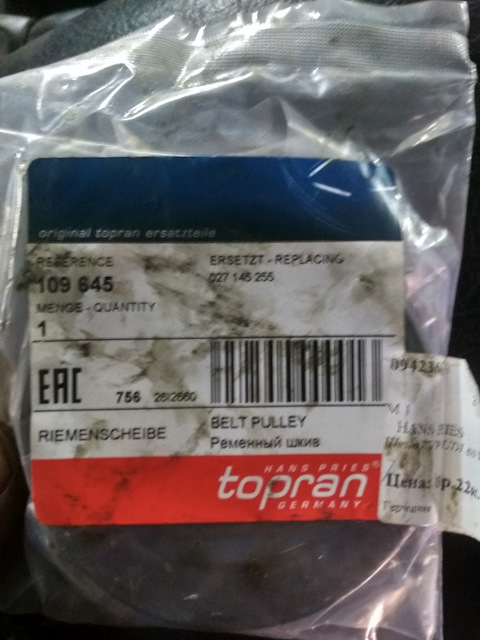 original topran ersatzteile
REFERENCE
109 645
ERSETZT - REPLACING
027 145 255
MENGE - QUANTITY
1
EAC
756
RIEMENSCHEIBE
BELT PULLEY
Ременный шкив
HANS PRIES
topran®
GERMANY
HANS PRIES
Цена:
Германия